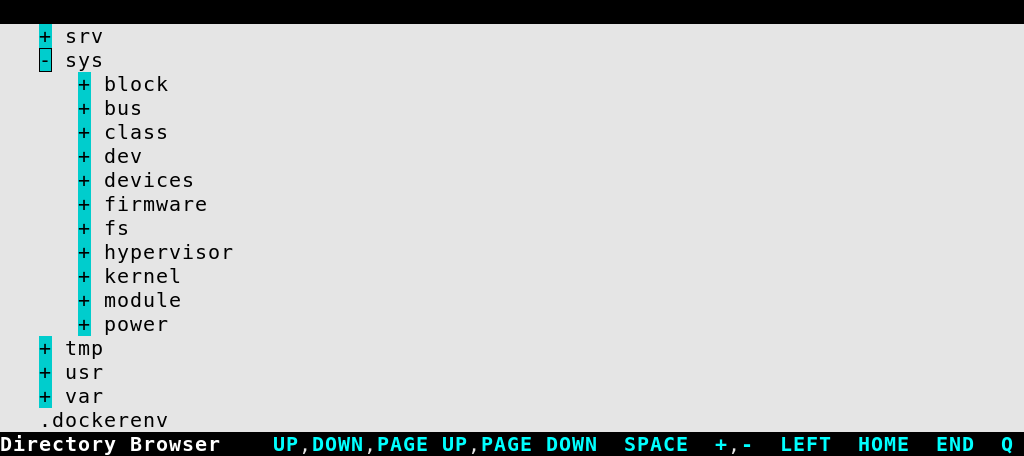 + srv
- sys
+ block
+ bus
+ class
+ dev
+ devices
+ firmware
+ fs
+ hypervisor
+ kernel
+ module
+ power
+ tmp
+ usr
+ var
.dockerenv
Directory Browser    UP,DOWN,PAGE UP,PAGE DOWN  SPACE  +,-  LEFT  HOME  END  Q